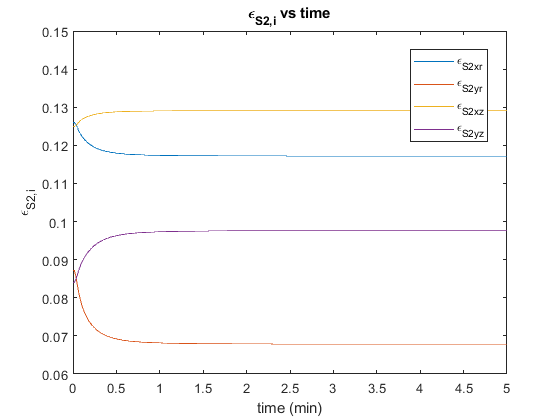 ϵS2,i vs time
ϵS2xr
ϵS2yr
ϵS2xz
ϵS2yz
ϵS2,i
0.15
0.14
0.13
0.12
0.11
0.1
0.09
0.08
0.07
0.06
0 0.5 1 1.5 2 2.5 3 3.5 4 4.5 5
time (min)